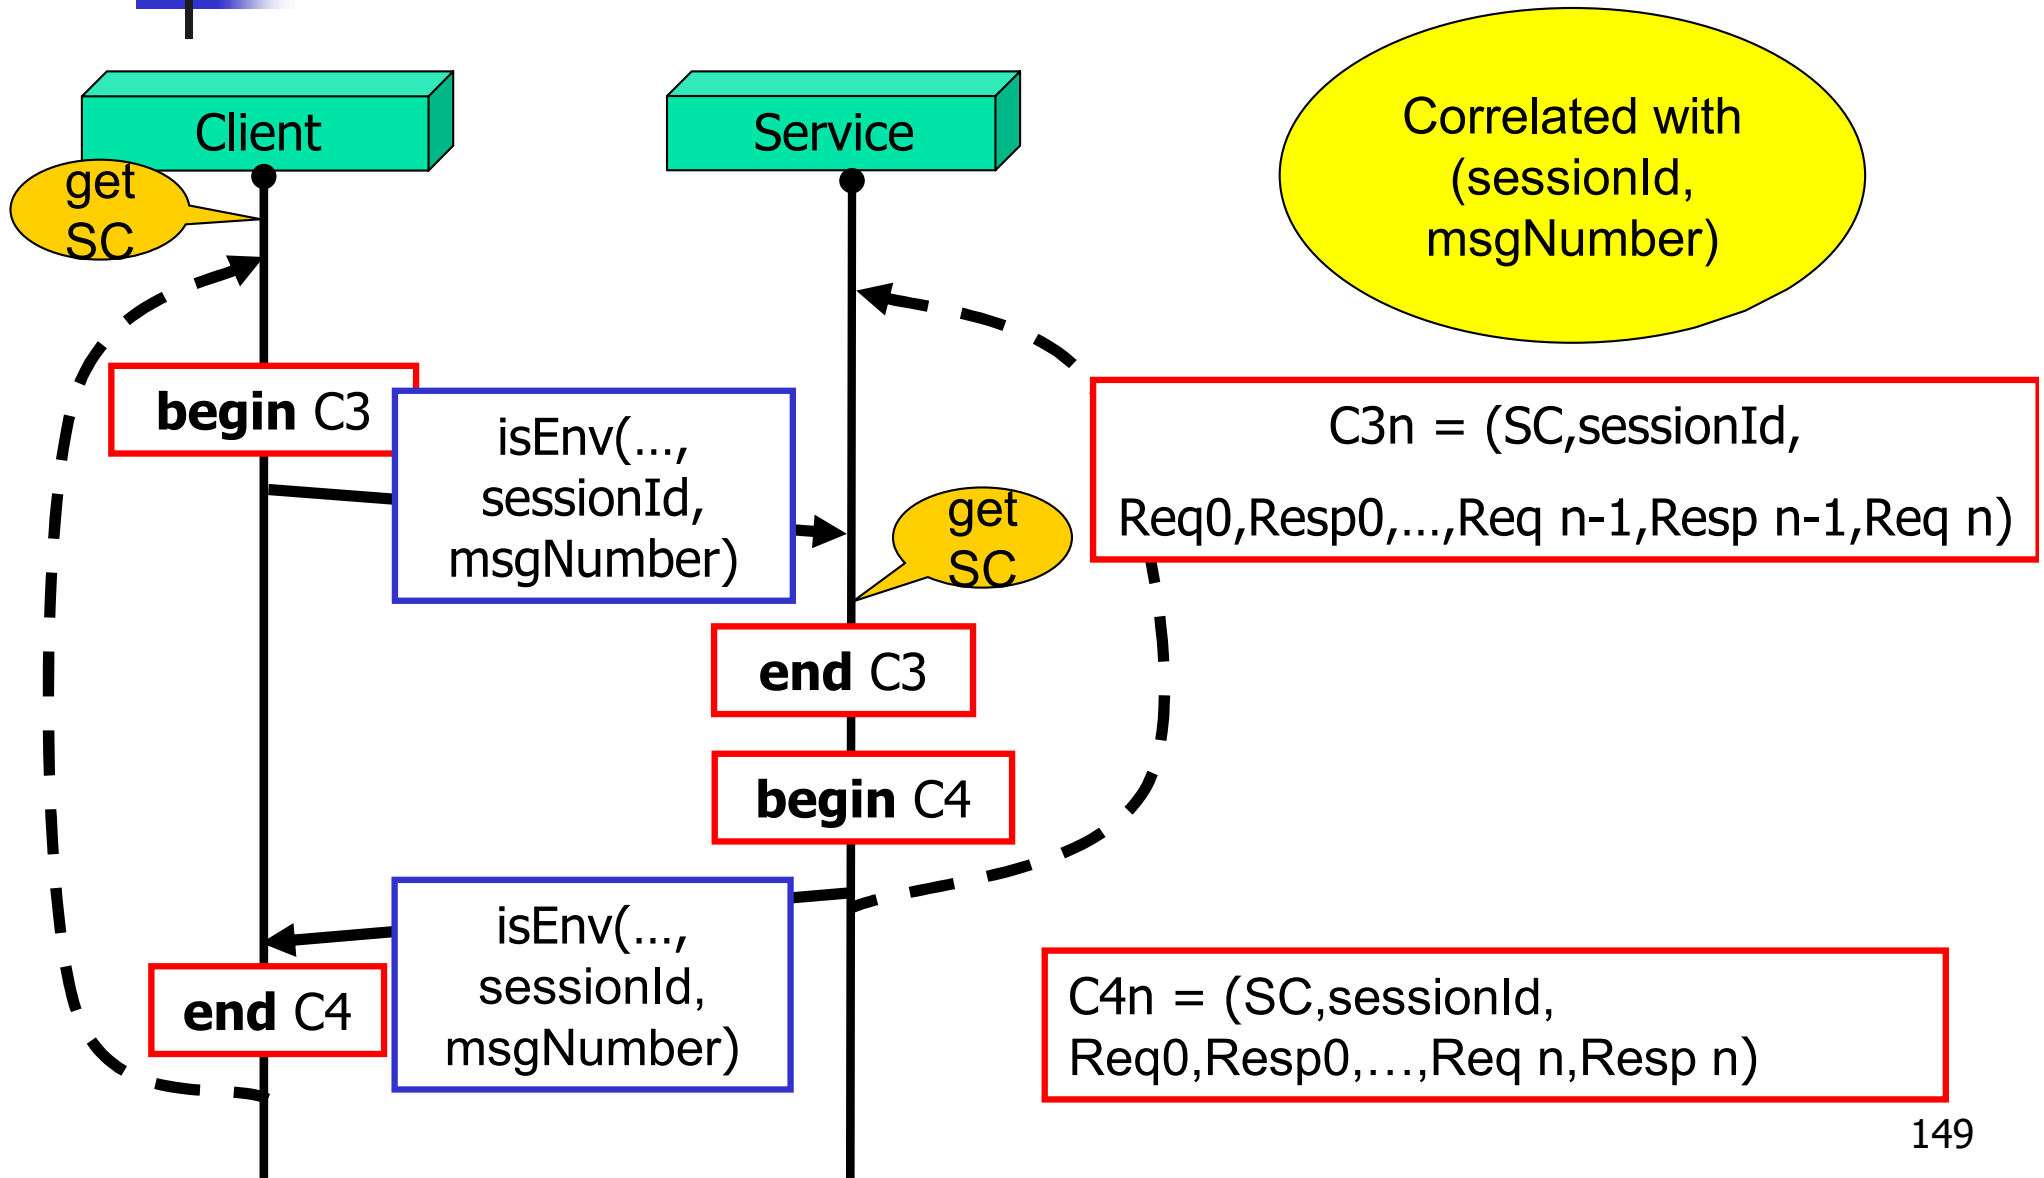 Client
Service
Correlated with
(sessionId,
msgNumber)
get
SC
begin C3
isEnv(…,
sessionId,
msgNumber)
C3n = (SC,sessionId,
Req0,Resp0,…,Req n-1,Resp n-1,Req n)
get
SC
end C3
begin C4
isEnv(…,
sessionId,
msgNumber)
end C4
C4n = (SC,sessionId,
Req0,Resp0,…,Req n,Resp n)
149